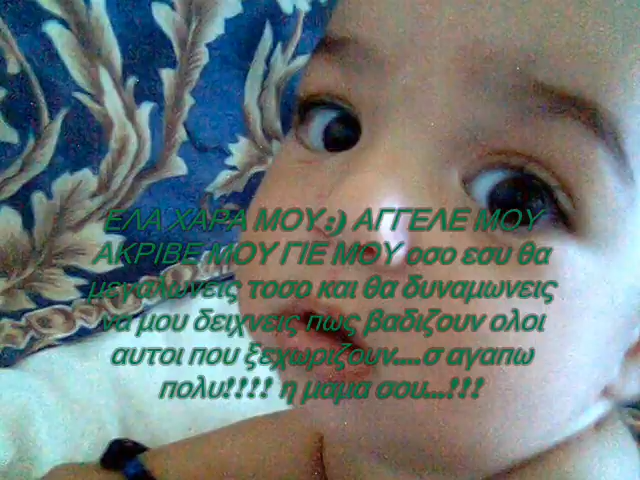 ΕΛΑ ΧΑΡΑ ΜΟΥ;) ΑΓΓΕΛΕ ΜΟΥ
ΑΚΡΙΒΕ ΜΟΥ ΓΙΕ ΜΟΥ οσο εσυ θα
μεγαλωνεις τοσο και θα δυναμωνεις
να μου δειχνεις πως βαδιζουν ολοι
αυτοι που ξεχωριζουν....σ αγαπω
πολυ!!!! η μαμα σου...!!!